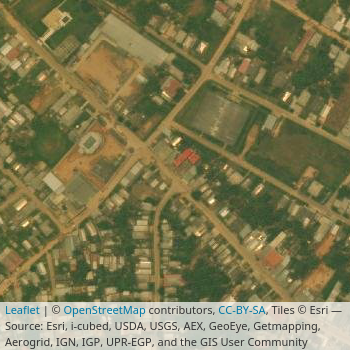 Leaflet | © OpenStreetMap contributors, CC-BY-SA, Tiles © Esri —
Source: Esri, i-cubed, USDA, USGS, AEX, GeoEye, Getmapping,
Aerogrid, IGN, IGP, UPR-EGP, and the GIS User Community